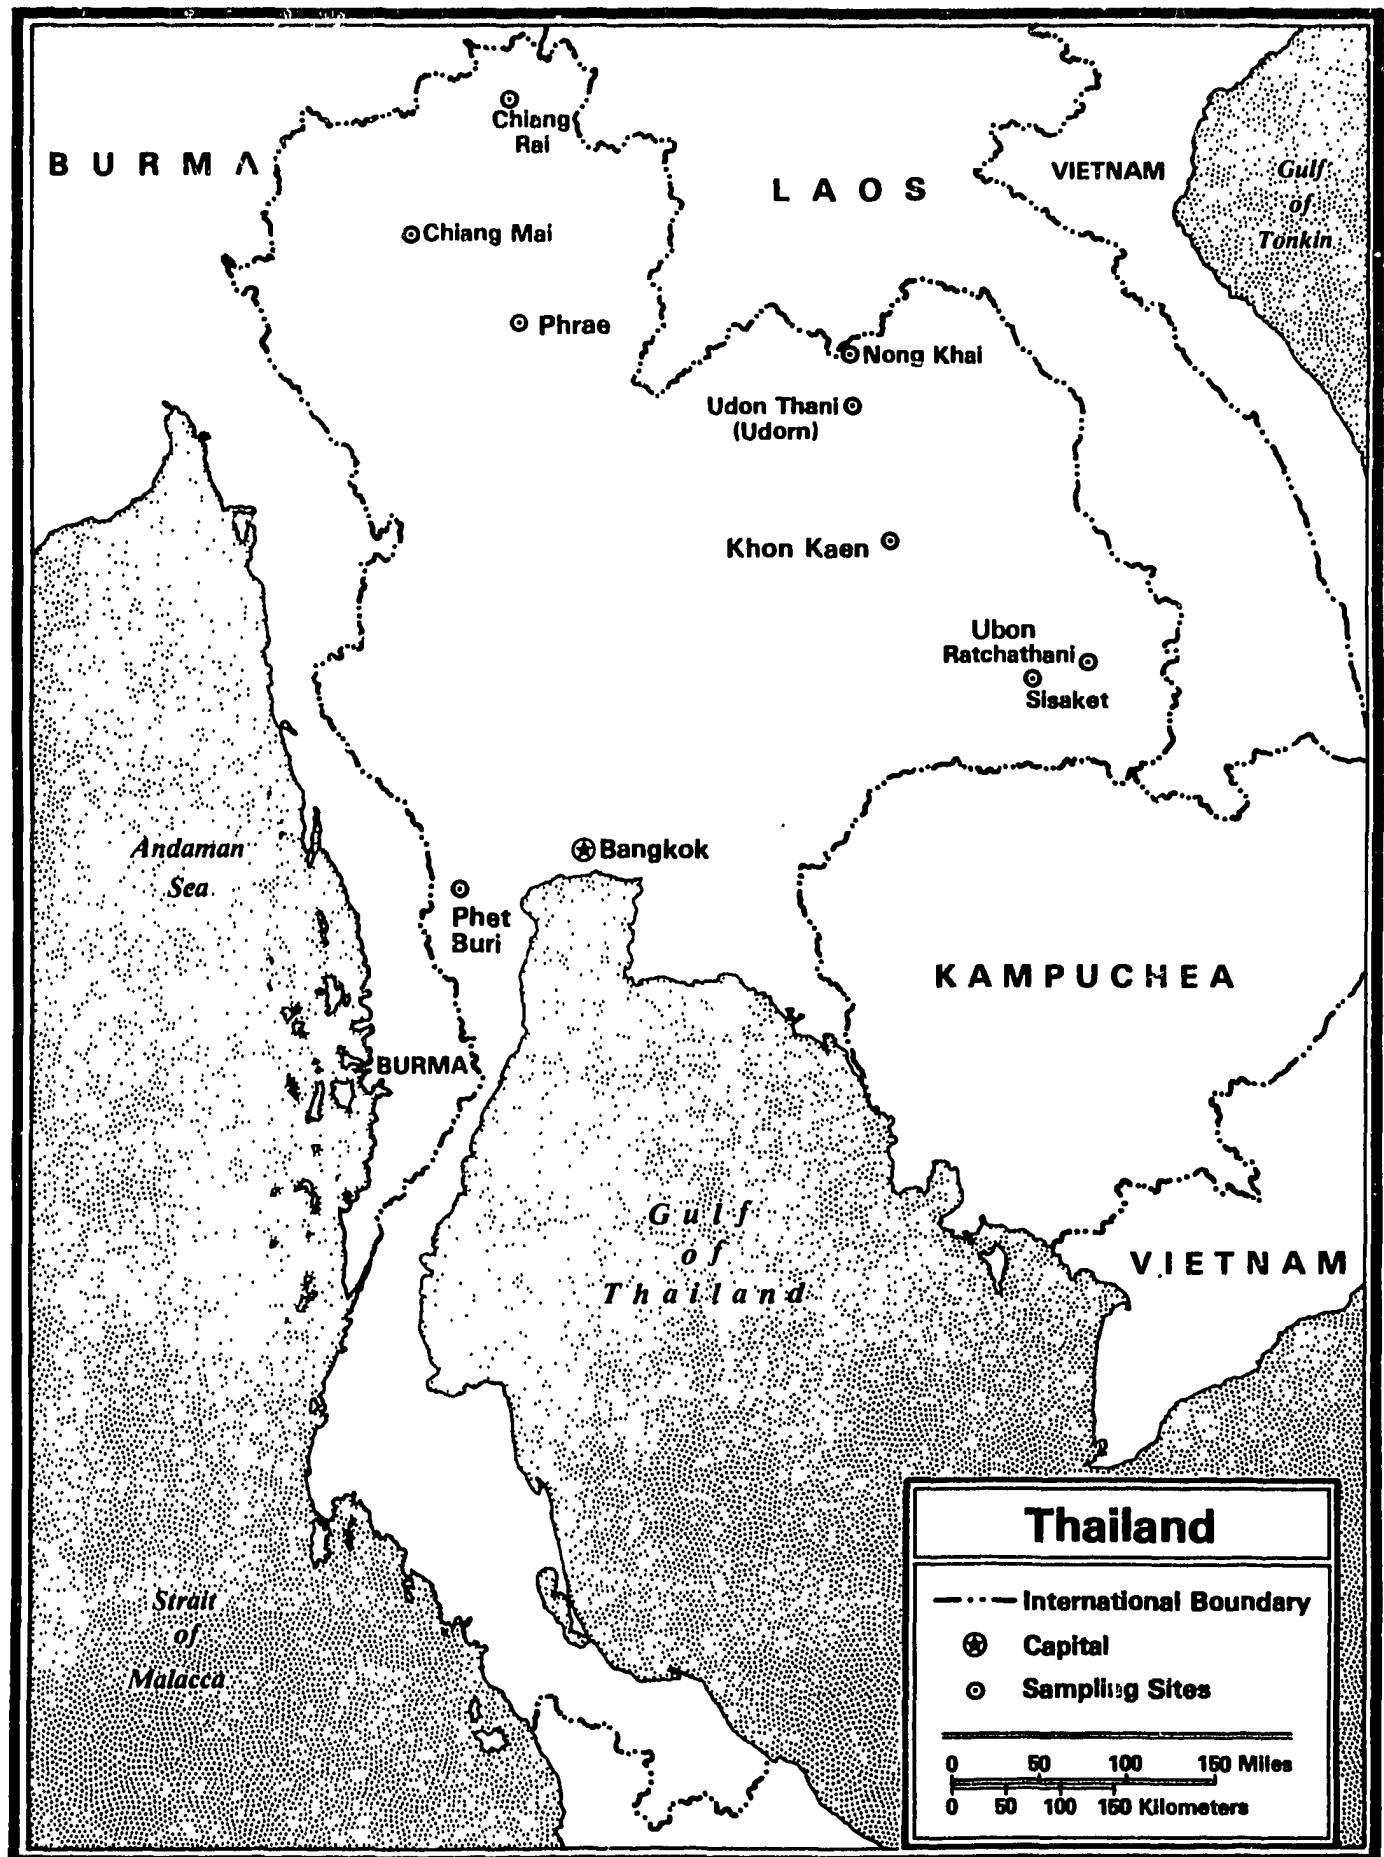 Chiang
Rai
BURMA
LAOS
VIETNAM
Gulf
of
Tonkin
Chiang Mai
Phrae
Nong Khai
Udon Thani
(Udorn)
Khon Kaen
Ubon
Ratchathani
Sisaket
Andaman
Sea
Bangkok
Phet
Buri
KAMPUCHEA
BURMA
Gulf
of
Thailand
VIETNAM
Strait
of
Malacca
Thailand
International Boundary
Capital
Sampling Sites
0 50 100 150 Miles
0 50 100 150 Kilometers